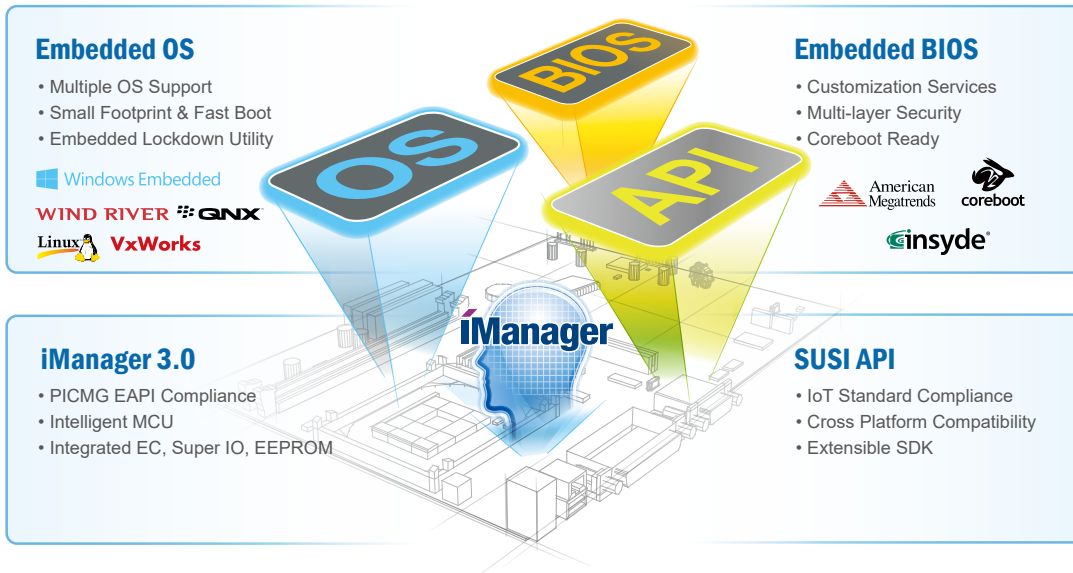 Embedded OS
• Multiple OS Support
• Small Footprint & Fast Boot
• Embedded Lockdown Utility
Windows Embedded
WIND RIVER
QNX
Linux
VxWorks
OS
BIOS
API
Embedded BIOS
• Customization Services
• Multi-layer Security
• Coreboot Ready
American
Megatrends
coreboot
insyde®
iManager
iManager 3.0
• PICMG EAPI Compliance
• Intelligent MCU
• Integrated EC, Super IO, EEPROM
SUSI API
• IoT Standard Compliance
• Cross Platform Compatibility
• Extensible SDK